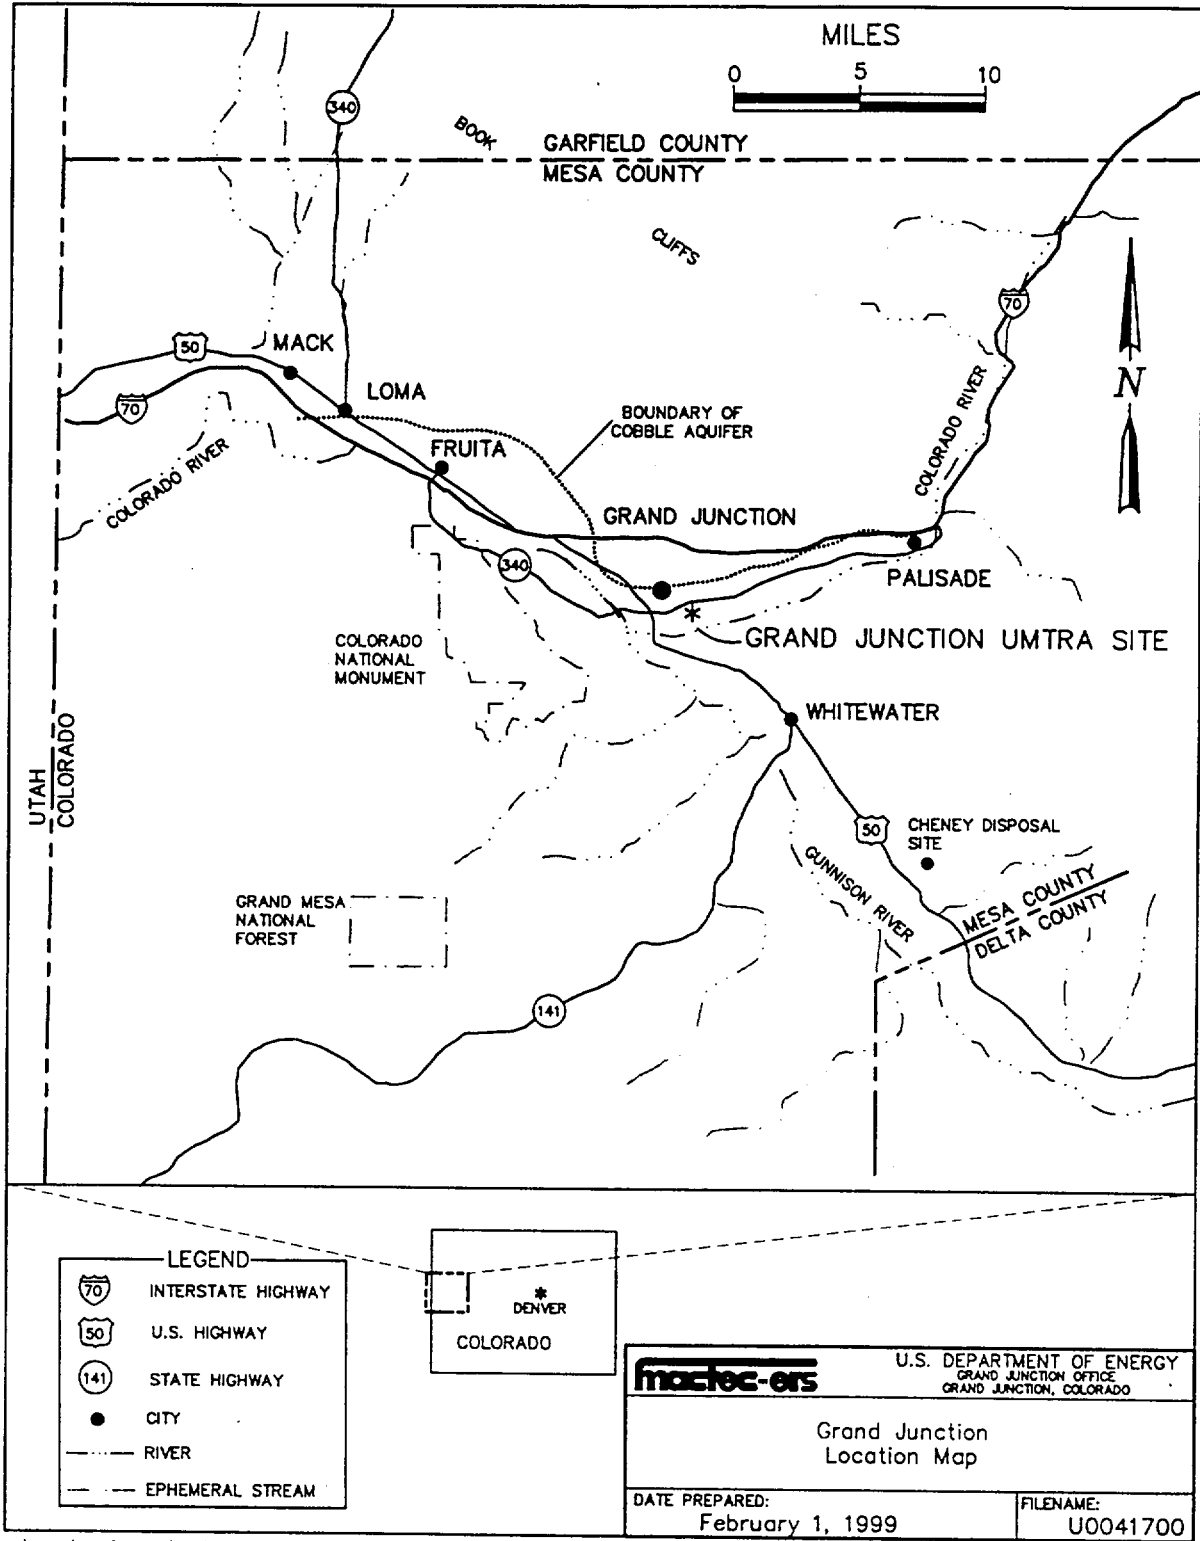 MILES
0 5 10
340
BOOK
GARFIELD COUNTY
MESA COUNTY
CLIFFS
70
50
MACK
LOMA
70
BOUNDARY OF
COBBLE AQUIFER
FRUITA
COLORADO RIVER
COLORADO RIVER
N
GRAND JUNCTION
340
PALISADE
GRAND JUNCTION UMTRA SITE
COLORADO
NATIONAL
MONUMENT
WHITEWATER
UTAH
COLORADO
50
CHENEY DISPOSAL
SITE
GUNNISON RIVER
MESA COUNTY
DELTA COUNTY
GRAND MESA
NATIONAL
FOREST
141
LEGEND
70 INTERSTATE HIGHWAY
50 U.S. HIGHWAY
141 STATE HIGHWAY
CITY
RIVER
EPHEMERAL STREAM
DENVER
COLORADO
mactec-ers
U.S. DEPARTMENT OF ENERGY
GRAND JUNCTION OFFICE
GRAND JUNCTION, COLORADO
Grand Junction
Location Map
DATE PREPARED:
February 1, 1999
FILENAME:
U0041700